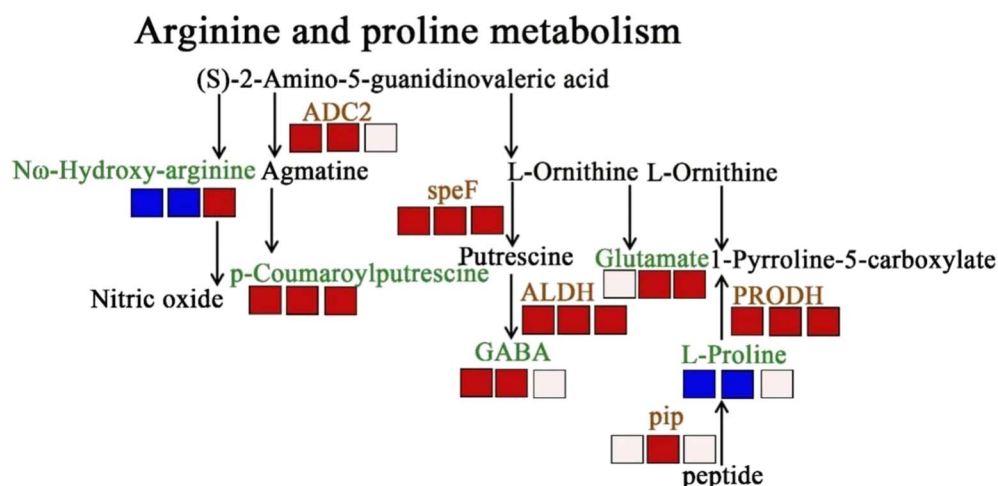 Arginine and proline metabolism
(S)-2-Amino-5-guanidinovaleric acid
ADC2
Nω-Hydroxy-arginine Agmatine
L-Ornithine L-Ornithine
speF
Putrescine
Glutamate 1-Pyrroline-5-carboxylate
p-Coumaroylputrescine
Nitric oxide
ALDH
PRODH
GABA
L-Proline
pip
peptide